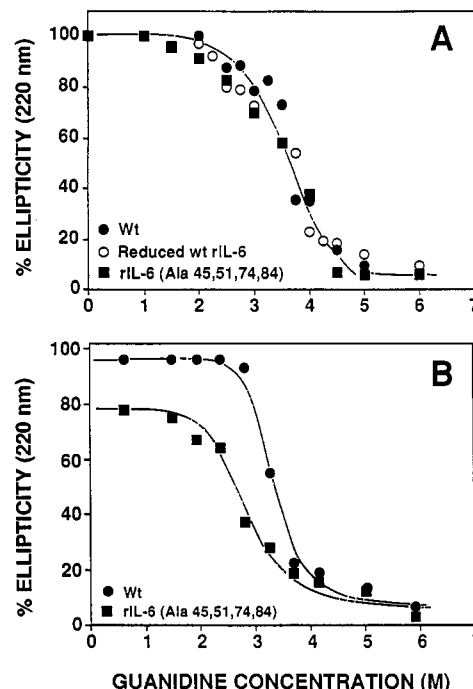 A
% ELLIPTICITY (220 nm)
100
80
60
40
20
0
● Wt
○ Reduced wt rIL-6
■ rIL-6 (Ala 45,51,74,84)
0 1 2 3 4 5 6 7
B
% ELLIPTICITY (220 nm)
100
80
60
40
20
0
● Wt
■ rIL-6 (Ala 45,51,74,84)
0 1 2 3 4 5 6 7
GUANIDINE CONCENTRATION (M)